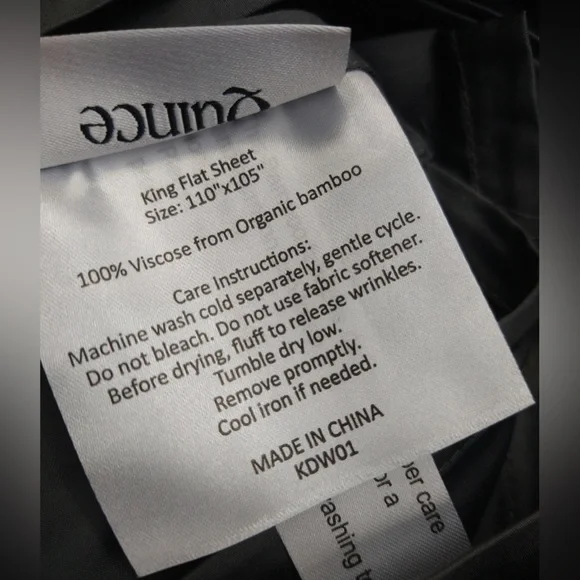 Quince
King Flat Sheet
Size: 110"x105"
100% Viscose from Organic bamboo
Care Instructions:
Machine wash cold separately, gentle cycle.
Do not bleach. Do not use fabric softener.
Before drying, fluff to release wrinkles.
Tumble dry low.
Remove promptly.
Cool iron if needed.
MADE IN CHINA
KDW01
care
or a